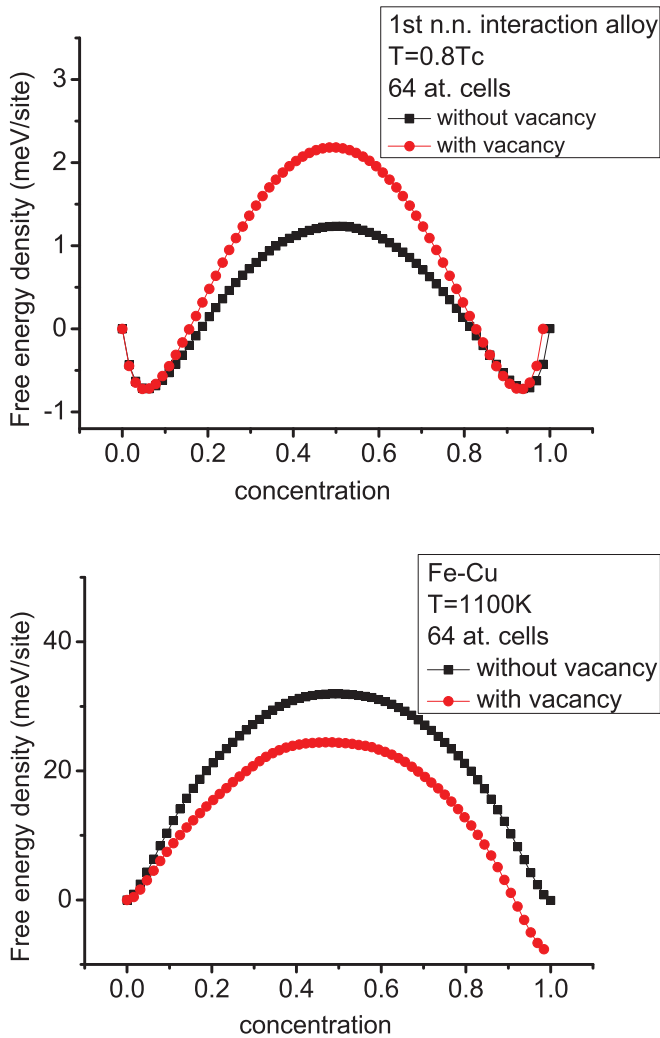 1st n.n. interaction alloy
T=0.8Tc
64 at. cells
without vacancy
with vacancy
Free energy density (meV/site)
3
2
1
0
-1
0.0 0.2 0.4 0.6 0.8 1.0
concentration
Fe-Cu
T=1100K
64 at. cells
without vacancy
with vacancy
Free energy density (meV/site)
40
20
0
0.0 0.2 0.4 0.6 0.8 1.0
concentration